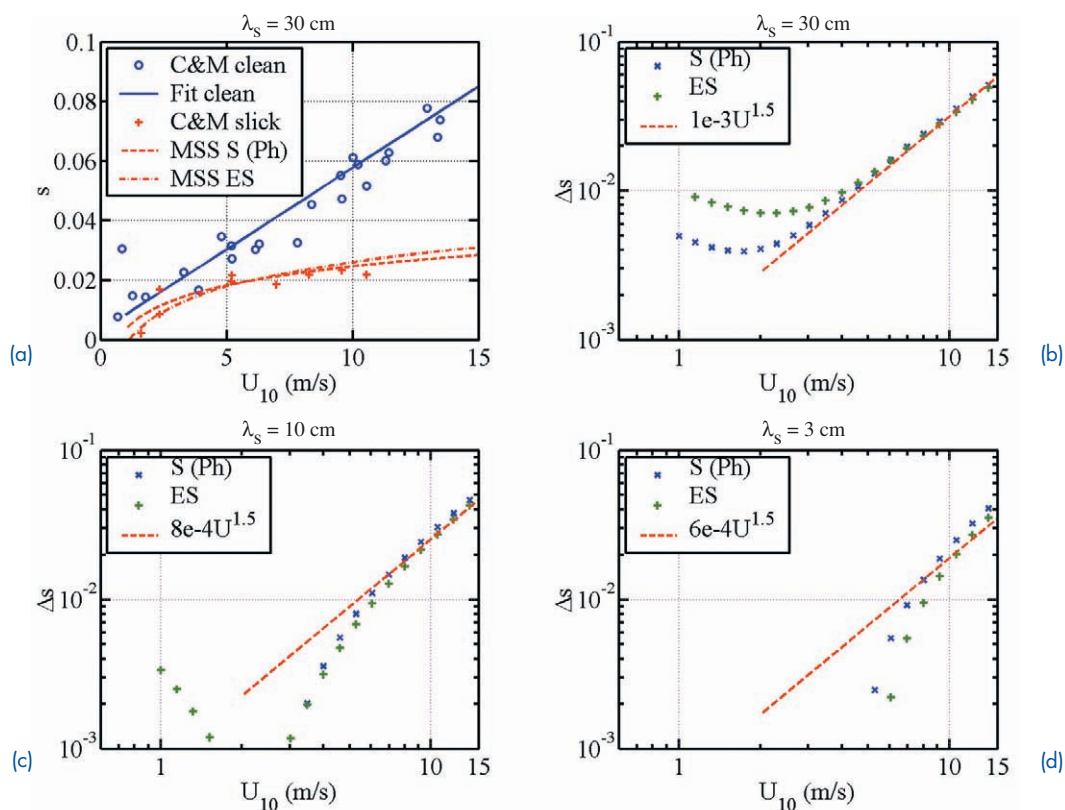 λs = 30 cm
0.1
0.08
0.06
0.04
0.02
0
s
C&M clean
Fit clean
C&M slick
MSS S (Ph)
MSS ES
0
5
10
15
U10 (m/s)
(a)
λs = 30 cm
10-1
10-2
10-3
Δs
S (Ph)
ES
1e-3U1.5
1
10
15
U10 (m/s)
(b)
λs = 10 cm
10-1
10-2
10-3
Δs
S (Ph)
ES
8e-4U1.5
1
10
15
U10 (m/s)
(c)
λs = 3 cm
10-1
10-2
10-3
Δs
S (Ph)
ES
6e-4U1.5
1
10
15
U10 (m/s)
(d)